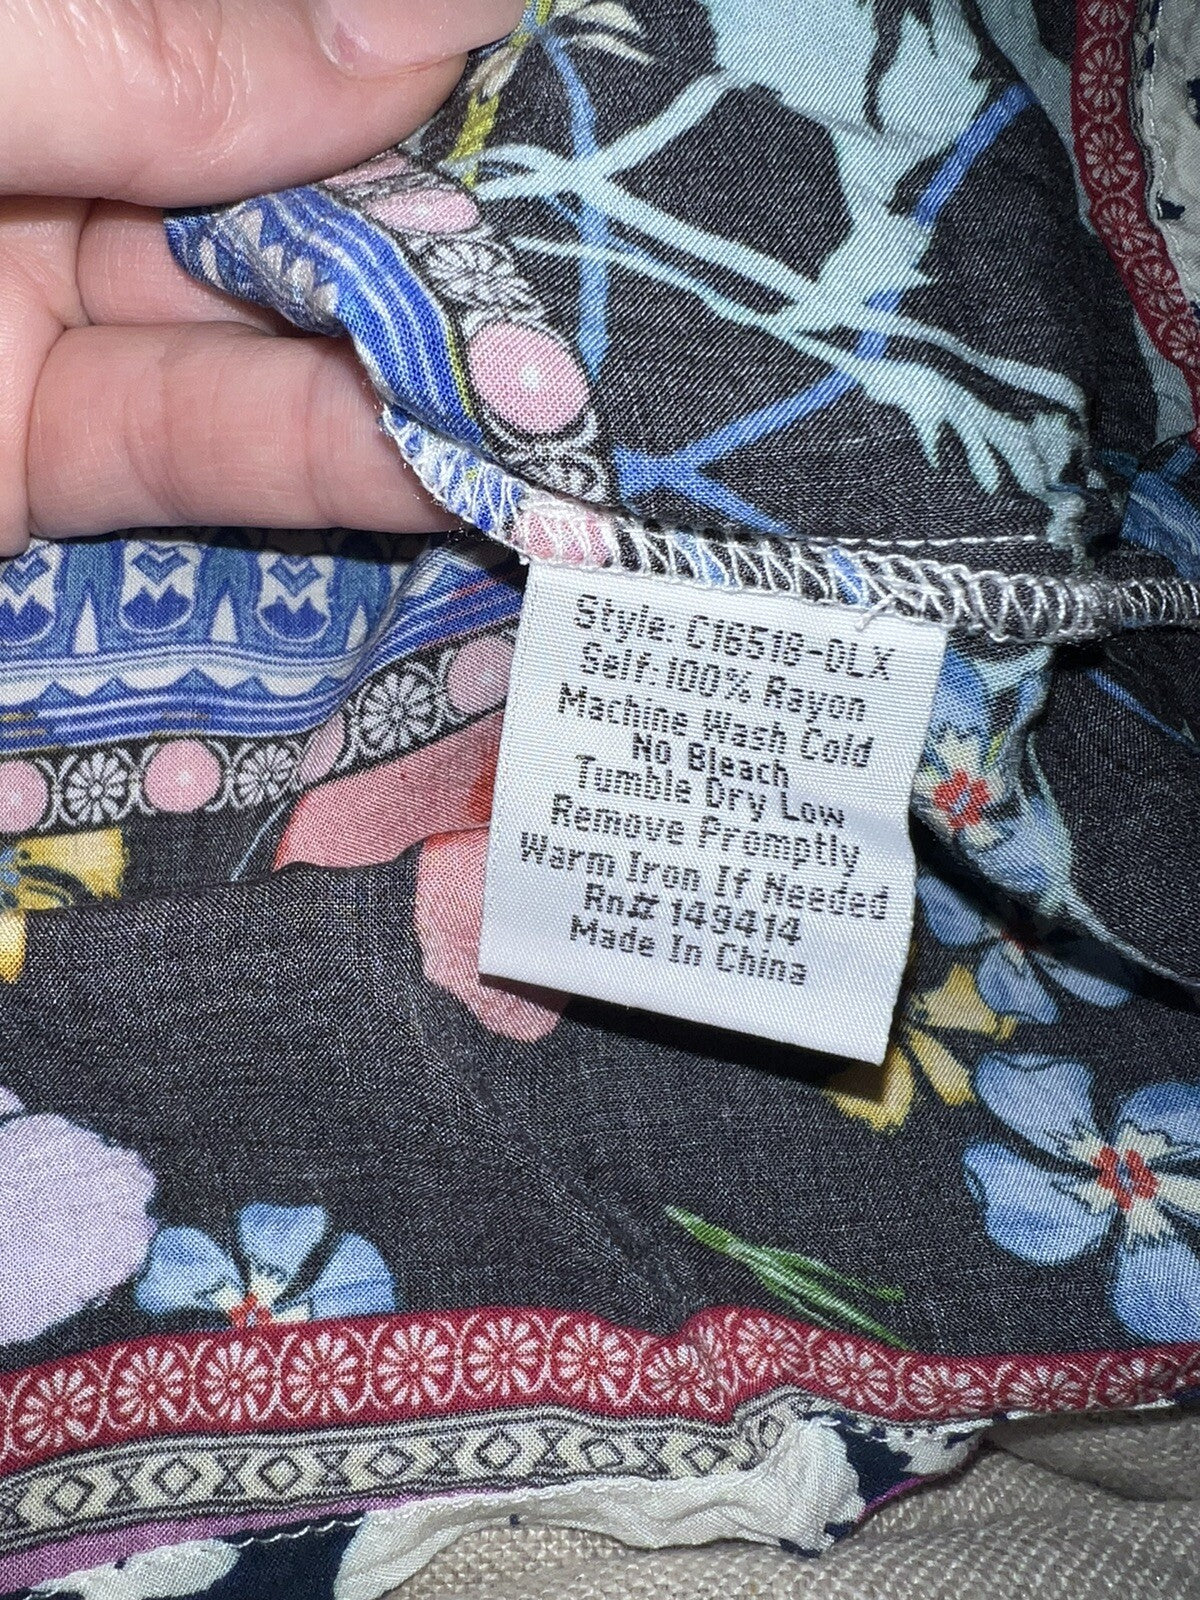 Style: C16518-DLX
Self: 100% Rayon
Machine Wash Cold
No Bleach
Tumble Dry Low
Remove Promptly
Warm Iron If Needed
Rn# 149414
Made In China